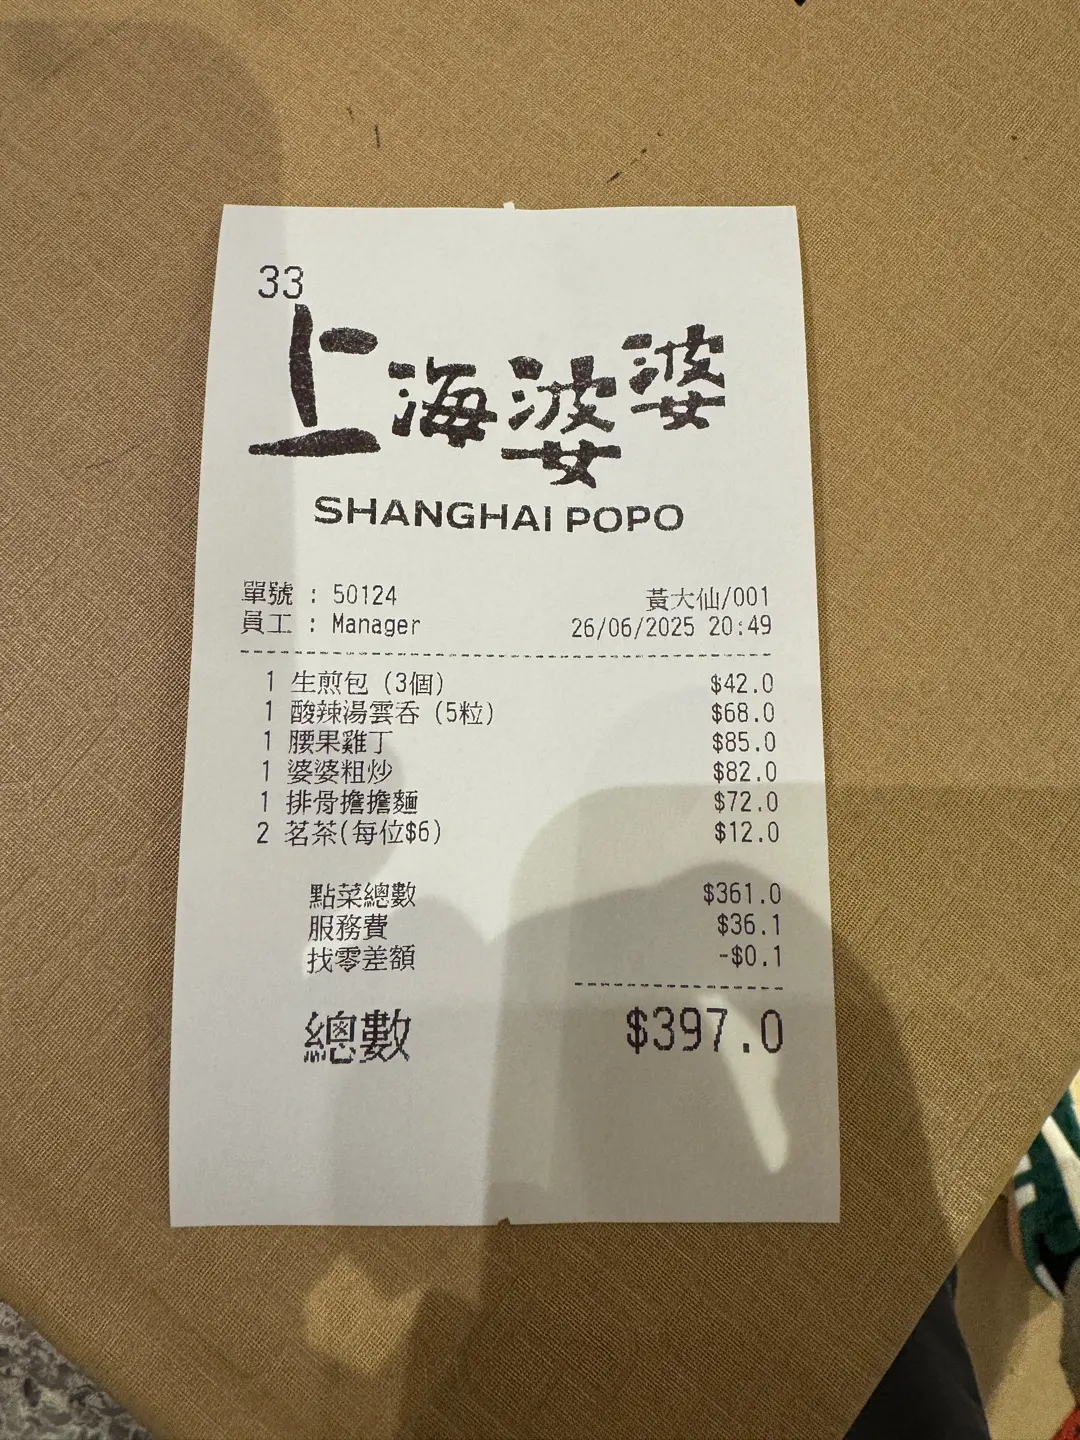 33
上海婆婆
SHANGHAI POPO
單號 : 50124 黃大仙/001
員工 : Manager 26/06/2025 20:49
1 生煎包 (3個) $42.0
1 酸辣湯雲吞 (5粒) $68.0
1 腰果雞丁 $85.0
1 婆婆粗炒 $82.0
1 排骨擔擔麵 $72.0
2 茗茶(每位$6) $12.0
點菜總數 $361.0
服務費 $36.1
找零差額 -$0.1
總數 $397.0